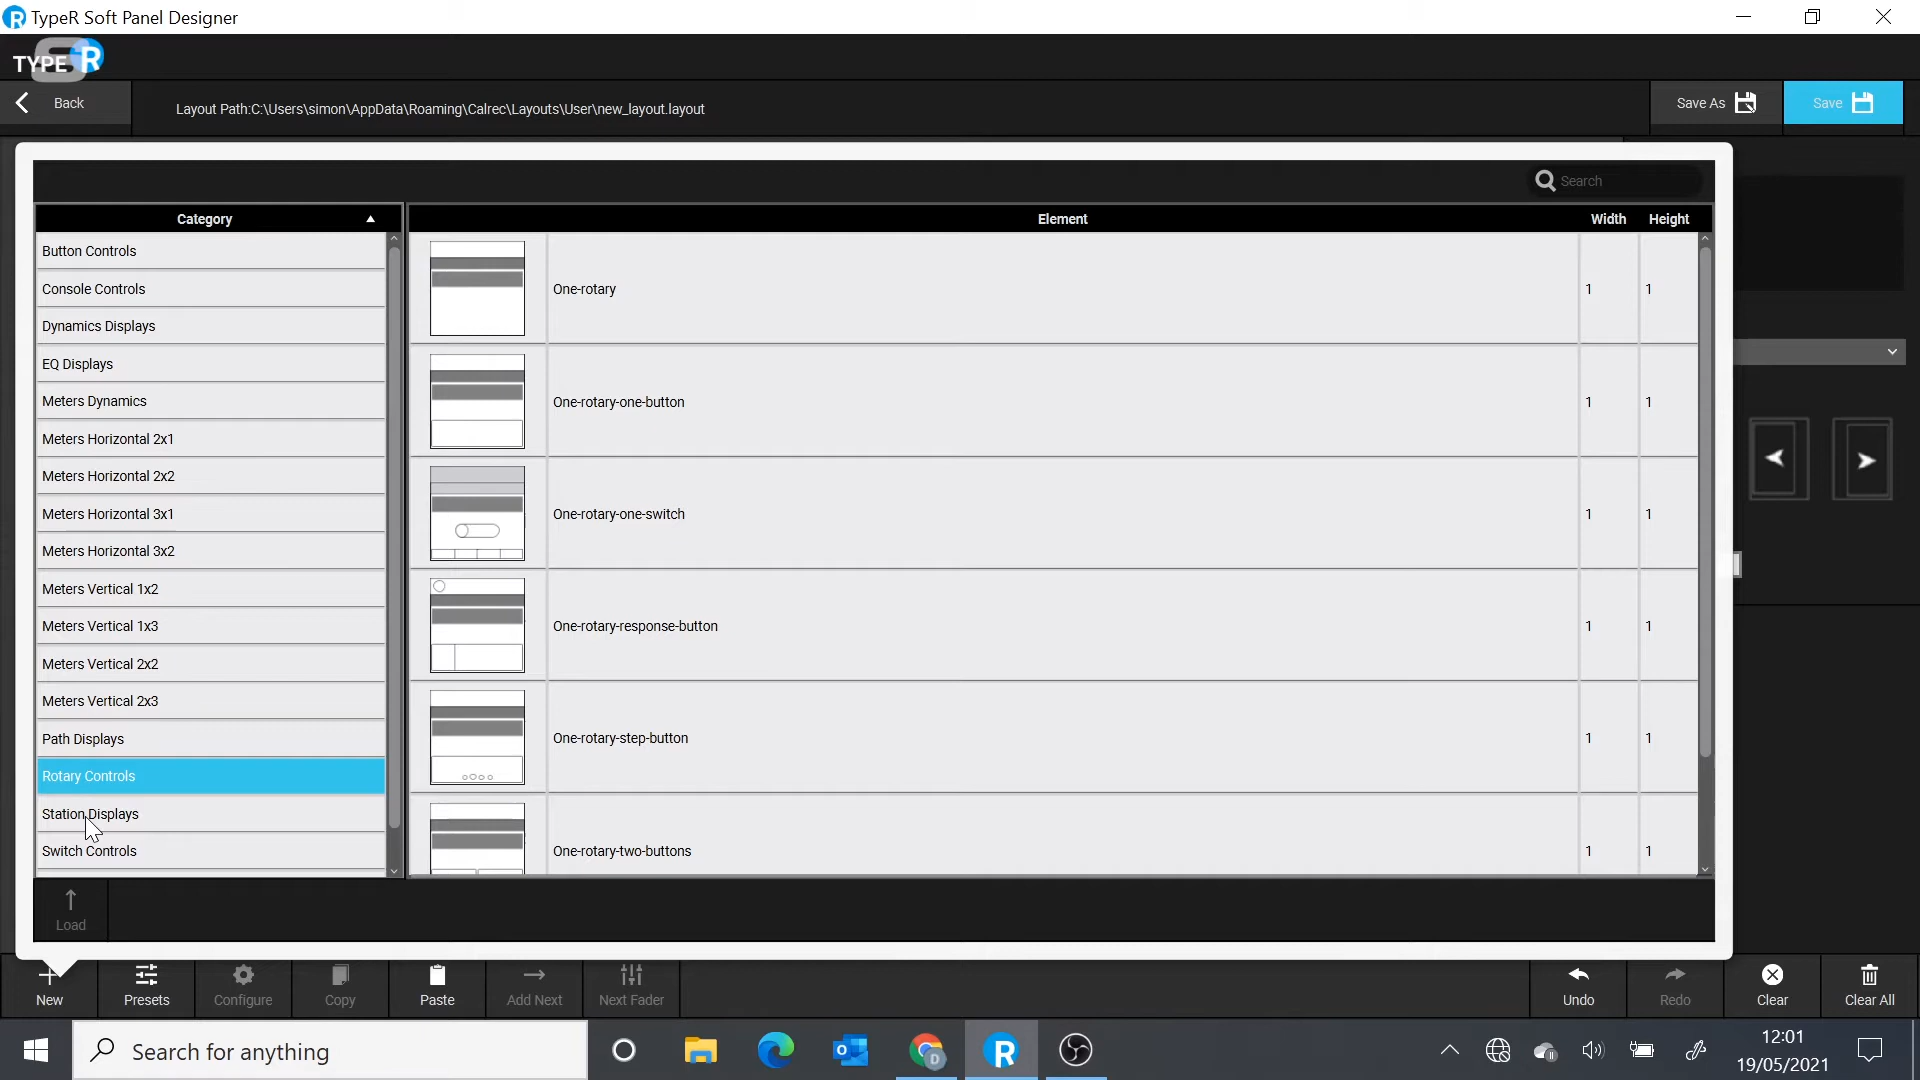 TypeR Soft Panel Designer
TYPE R
Back
Layout Path:C:\Users\simon\AppData\Roaming\Calrec\Layouts\User\new_layout.layout
Save As
Save
Search
Category
Element
Width
Height
Button Controls
Console Controls
Dynamics Displays
EQ Displays
Meters Dynamics
Meters Horizontal 2x1
Meters Horizontal 2x2
Meters Horizontal 3x1
Meters Horizontal 3x2
Meters Vertical 1x2
Meters Vertical 1x3
Meters Vertical 2x2
Meters Vertical 2x3
Path Displays
Rotary Controls
Station Displays
Switch Controls
One-rotary 1 1
One-rotary-one-button 1 1
One-rotary-one-switch 1 1
One-rotary-response-button 1 1
One-rotary-step-button 1 1
One-rotary-two-buttons 1 1
Load
New
Presets
Configure
Copy
Paste
Add Next
Next Fader
Undo
Redo
Clear
Clear All
Search for anything
12:01
19/05/2021